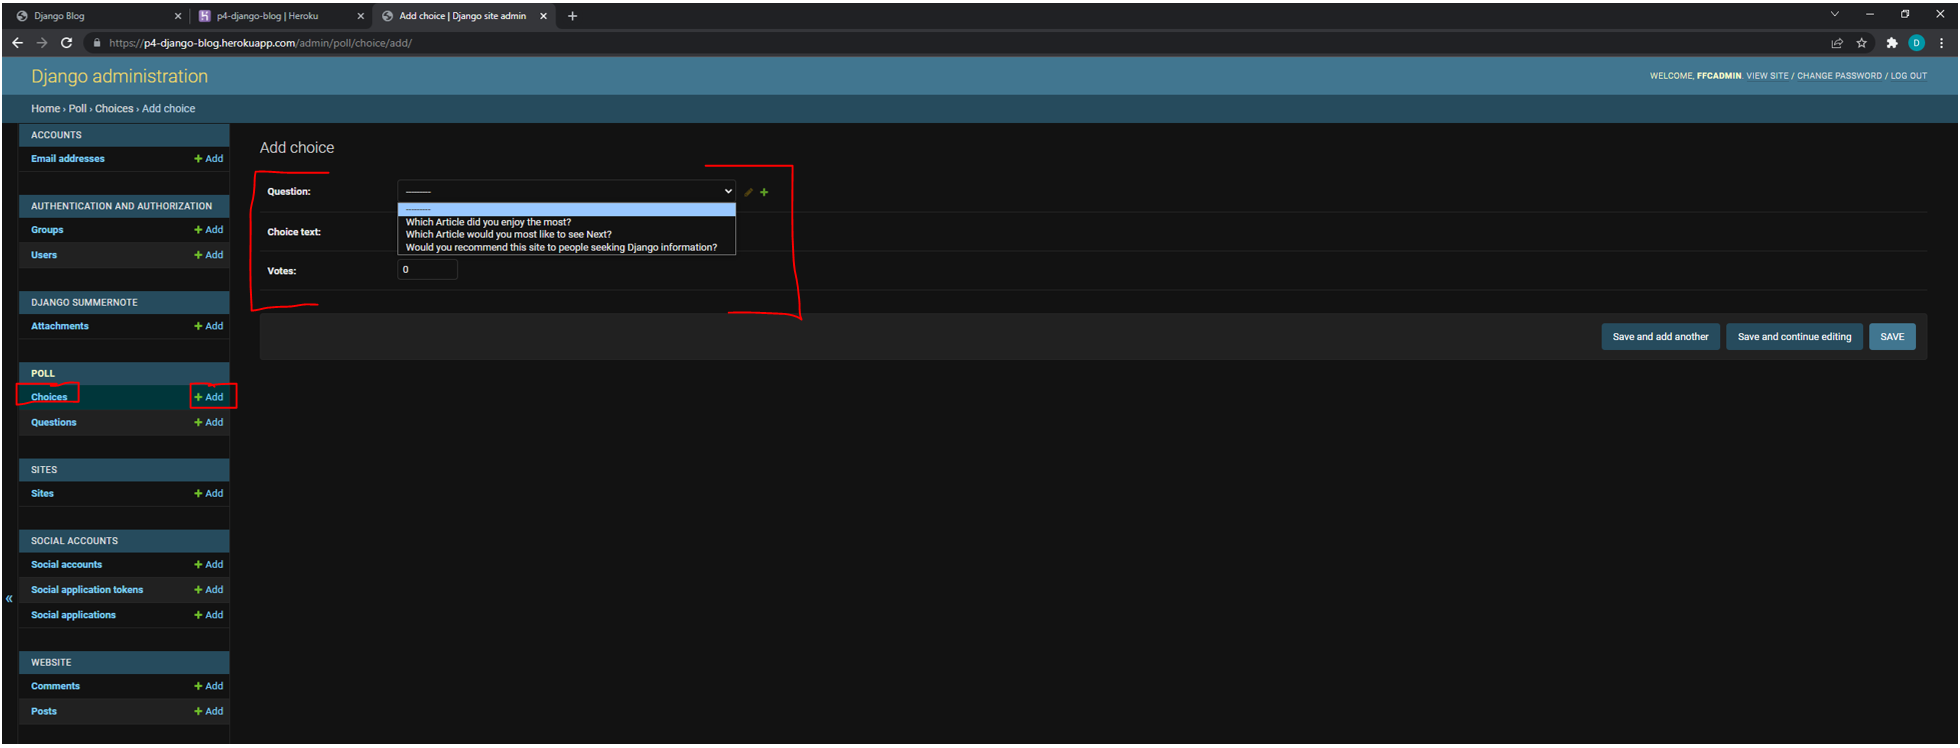 Django Blog
p4-django-blog | Heroku
Add choice | Django site admin
https://p4-django-blog.herokuapp.com/admin/poll/choice/add/
D
Django administration
WELCOME, FFCADMIN. VIEW SITE / CHANGE PASSWORD / LOG OUT
Home › Poll › Choices › Add choice
ACCOUNTS
Email addresses + Add
AUTHENTICATION AND AUTHORIZATION
Groups + Add
Users + Add
DJANGO SUMMERNOTE
Attachments + Add
POLL
Choices + Add
Questions + Add
SITES
Sites + Add
SOCIAL ACCOUNTS
Social accounts + Add
Social application tokens + Add
Social applications + Add
WEBSITE
Comments + Add
Posts + Add
«
Add choice
Question: ---------
---------
Which Article did you enjoy the most?
Which Article would you most like to see Next?
Would you recommend this site to people seeking Django information?
Choice text:
Votes: 0
Save and add another Save and continue editing SAVE